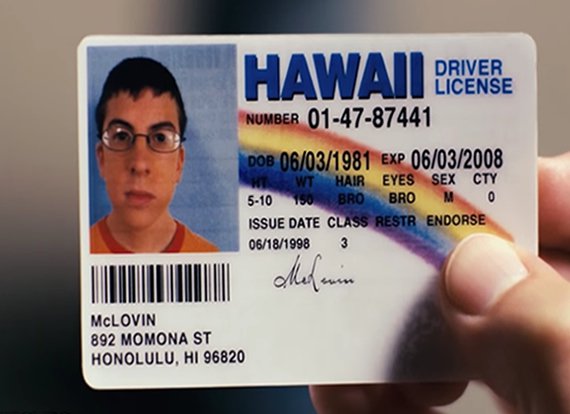 HAWAII DRIVER LICENSE
NUMBER 01-47-87441
DOB 06/03/1981 EXP 06/03/2008
HT WT HAIR EYES SEX CTY
5-10 150 BRO BRO M 0
ISSUE DATE CLASS RESTR ENDORSE
06/18/1998 3
McLovin
McLOVIN
892 MOMONA ST
HONOLULU, HI 96820